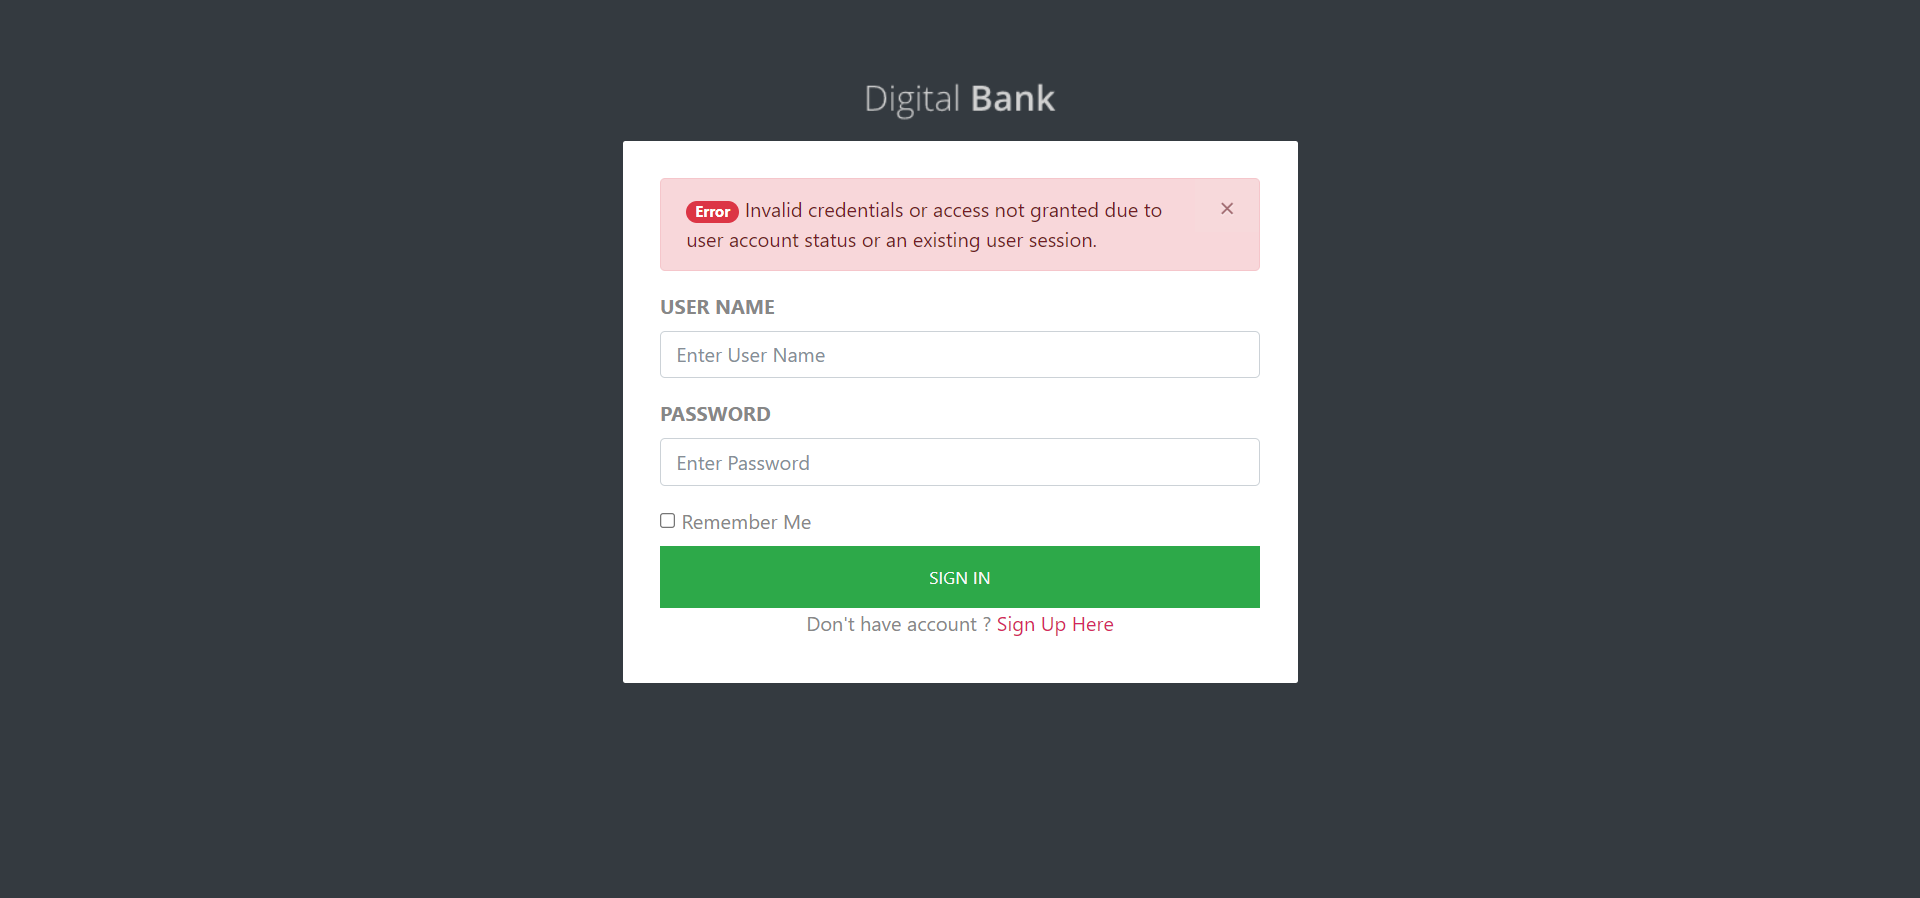 Digital Bank
Error Invalid credentials or access not granted due to
user account status or an existing user session.
×
USER NAME
Enter User Name
PASSWORD
Enter Password
Remember Me
SIGN IN
Don't have account ? Sign Up Here